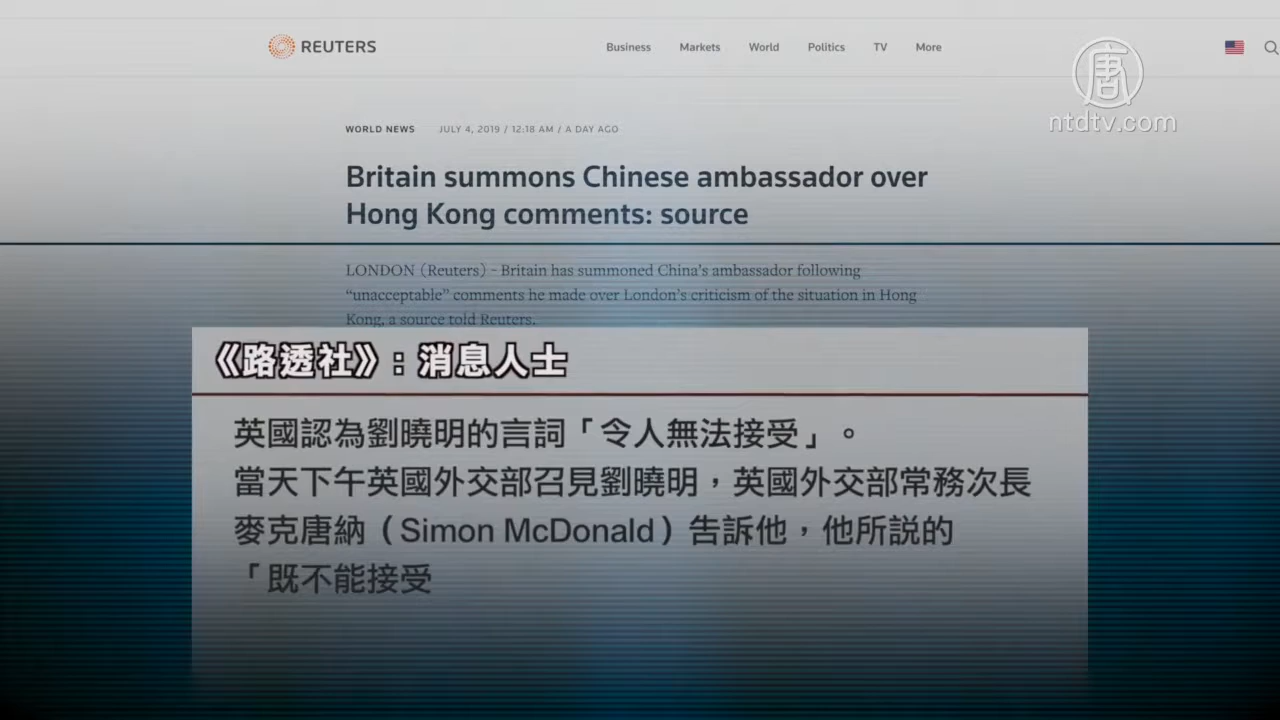 REUTERS
Business Markets World Politics TV More
唐
ntdtv.com
WORLD NEWS JULY 4, 2019 / 12:18 AM / A DAY AGO
Britain summons Chinese ambassador over
Hong Kong comments: source
LONDON (Reuters) - Britain has summoned China's ambassador following
“unacceptable” comments he made over London's criticism of the situation in Hong
Kong, a source told Reuters.
《路透社》：消息人士
英國認為劉曉明的言詞「令人無法接受」。
當天下午英國外交部召見劉曉明，英國外交部常務次長
麥克唐納（Simon McDonald）告訴他，他所説的
「既不能接受